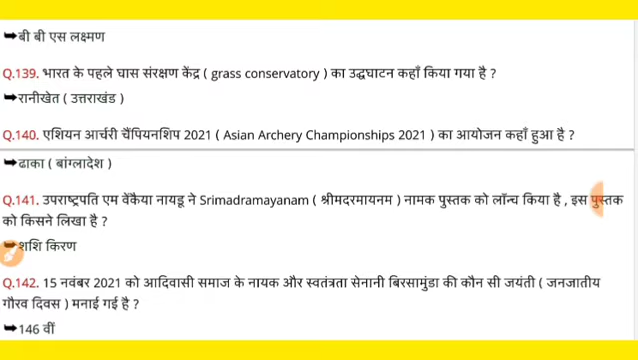 ➥बी बी एस लक्ष्मण
Q.139. भारत के पहले घास संरक्षण केंद्र ( grass conservatory ) का उद्घघाटन कहाँ किया गया है ?
➥रानीखेत ( उत्तराखंड )
Q.140. एशियन आर्चरी चैंपियनशिप 2021 ( Asian Archery Championships 2021 ) का आयोजन कहाँ हुआ है ?
➥ढाका ( बांग्लादेश )
Q.141. उपराष्ट्रपति एम वेंकैया नायडू ने Srimadramayanam ( श्रीमदरमायनम ) नामक पुस्तक को लॉन्च किया है , इस पुस्तक
को किसने लिखा है ?
➥शशि किरण
Q.142. 15 नवंबर 2021 को आदिवासी समाज के नायक और स्वतंत्रता सेनानी बिरसामुंडा की कौन सी जयंती ( जनजातीय
गौरव दिवस ) मनाई गई है ?
➥146 वीं